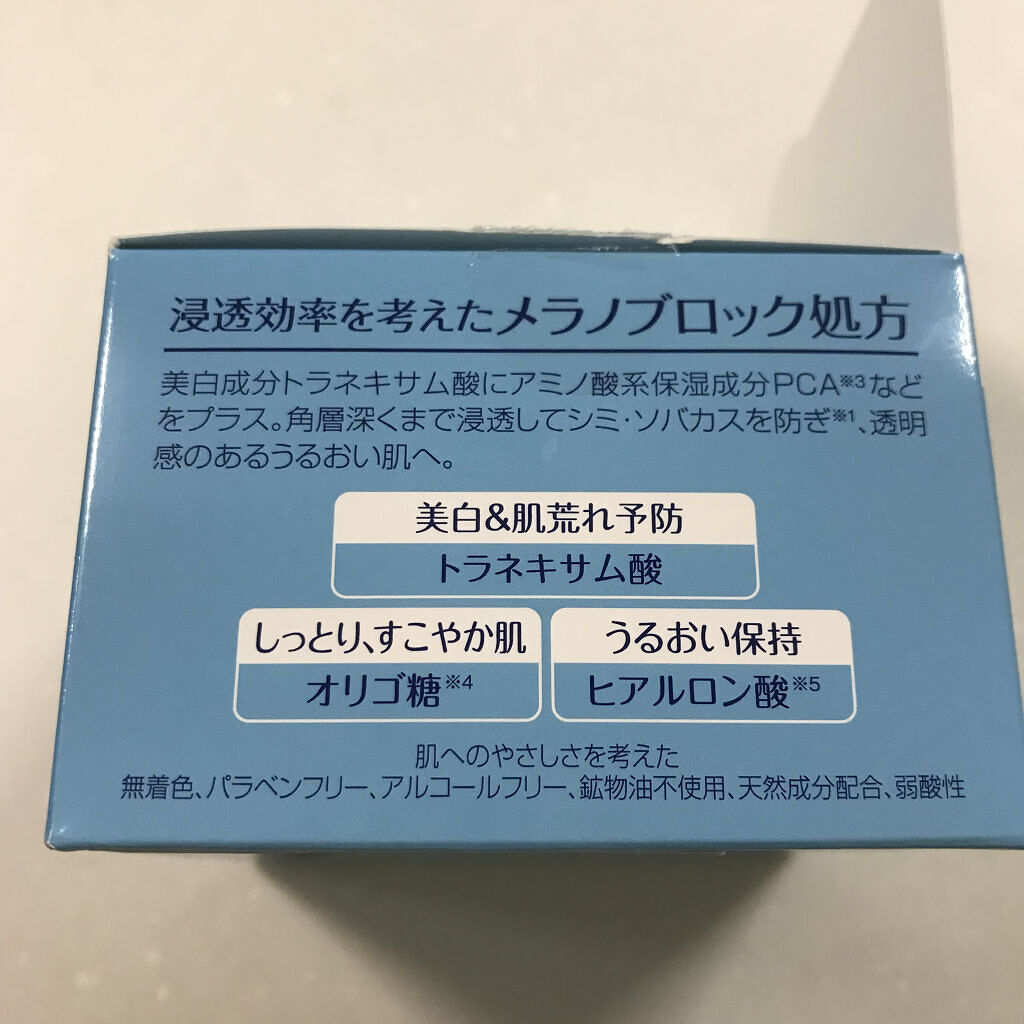 浸透効率を考えたメラノブロック処方
美白成分トラネキサム酸にアミノ酸系保湿成分PCA※3など
をプラス。角層深くまで浸透してシミ・ソバカスを防ぎ※1、透明
感のあるうるおい肌へ。
美白&肌荒れ予防
トラネキサム酸
しっとり、すこやか肌
オリゴ糖※4
うるおい保持
ヒアルロン酸※5
肌へのやさしさを考えた
無着色、パラベンフリー、アルコールフリー、鉱物油不使用、天然成分配合、弱酸性